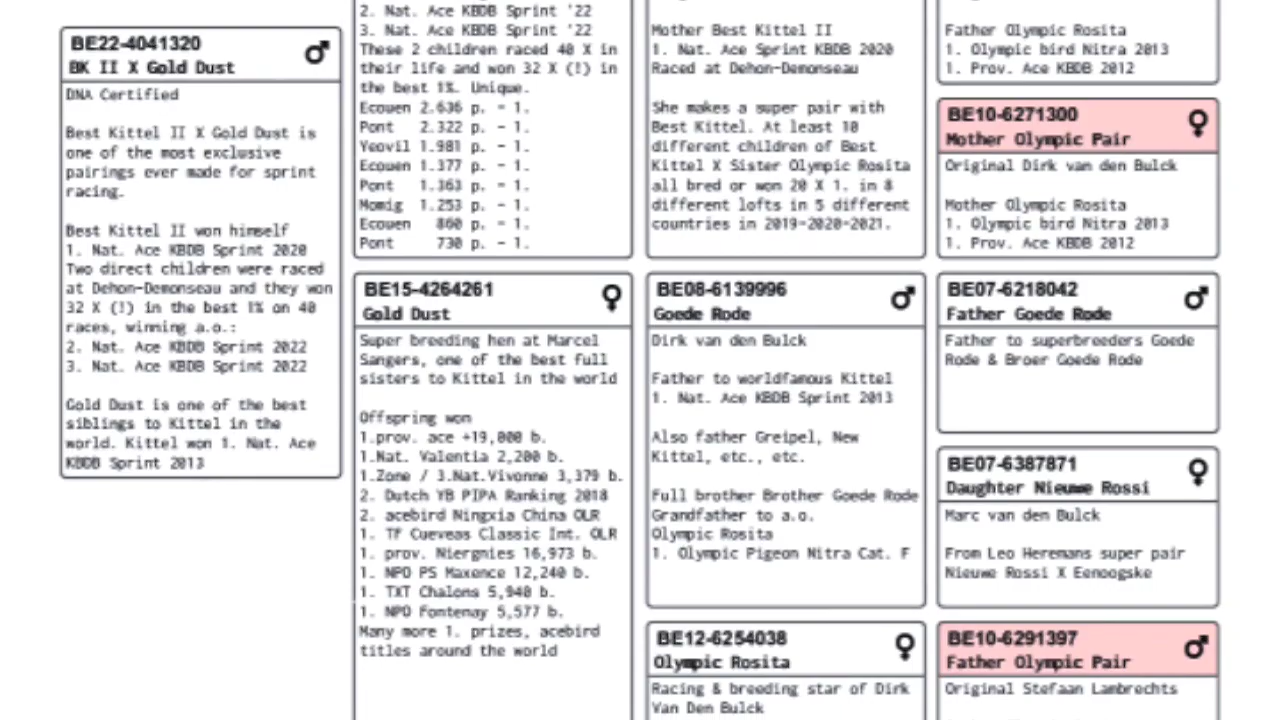 BE22-4041320
BK II X Gold Dust
DNA Certified
Best Kittel II X Gold Dust is
one of the most exclusive
pairings ever made for sprint
racing.
Best Kittel II won himself
1. Nat. Ace KBDB Sprint 2020
Two direct children were raced
at Dehon-Demonseau and they won
32 X (!) in the best 1% on 40
races, winning a.o.:
2. Nat. Ace KBDB Sprint 2022
3. Nat. Ace KBDB Sprint 2022
Gold Dust is one of the best
siblings to Kittel in the
world. Kittel won 1. Nat. Ace
KBDB Sprint 2013
2. Nat. Ace KBDB Sprint '22
3. Nat. Ace KBDB Sprint '22
These 2 children raced 40 X in
their life and won 32 X (!) in
the best 1%. Unique.
Ecouen 2.636 p. - 1.
Pont 2.322 p. - 1.
Yeovil 1.981 p. - 1.
Ecouen 1.377 p. - 1.
Pont 1.363 p. - 1.
Momig 1.253 p. - 1.
Ecouen 860 p. - 1.
Pont 730 p. - 1.
BE15-4264261
Gold Dust
Super breeding hen at Marcel
Sangers, one of the best full
sisters to Kittel in the world
Offspring won
1.prov. ace +19,000 b.
1.Nat. Valentia 2,200 b.
1.Zone / 3.Nat.Vivonne 3,379 b.
2. Dutch YB PIPA Ranking 2018
2. acebird Ningxia China OLR
1. TF Cueveas Classic Int. OLR
1. prov. Niergnies 16,973 b.
1. NPO PS Maxence 12,240 b.
1. TXT Chalons 5,940 b.
1. NPO Fontenay 5,577 b.
Many more 1. prizes, acebird
titles around the world
Mother Best Kittel II
1. Nat. Ace Sprint KBDB 2020
Raced at Dehon-Demonseau
She makes a super pair with
Best Kittel. At least 10
different children of Best
Kittel X Sister Olympic Rosita
all bred or won 20 X 1. in 8
different lofts in 5 different
countries in 2019-2020-2021.
BE08-6139996
Goede Rode
Dirk van den Bulck
Father to worldfamous Kittel
1. Nat. Ace KBDB Sprint 2013
Also father Greipel, New
Kittel, etc., etc.
Full brother Brother Goede Rode
Grandfather to a.o.
Olympic Rosita
1. Olympic Pigeon Nitra Cat. F
BE12-6254038
Olympic Rosita
Racing & breeding star of Dirk
Van Den Bulck
Father Olympic Rosita
1. Olympic bird Nitra 2013
1. Prov. Ace KBDB 2012
BE10-6271300
Mother Olympic Pair
Original Dirk van den Bulck
Mother Olympic Rosita
1. Olympic bird Nitra 2013
1. Prov. Ace KBDB 2012
BE07-6218042
Father Goede Rode
Father to superbreeders Goede
Rode & Broer Goede Rode
BE07-6387871
Daughter Nieuwe Rossi
Marc van den Bulck
From Leo Heremans super pair
Nieuwe Rossi X Eenoogske
BE10-6291397
Father Olympic Pair
Original Stefaan Lambrechts